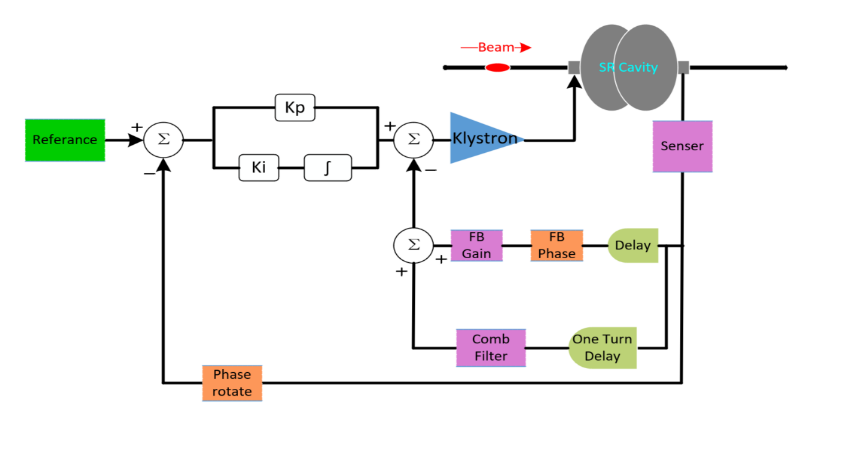 Beam
SR Cavity
Kp
+
+
Referance
Σ
Σ
Klystron
Senser
−
−
Ki
∫
FB
Gain
FB
Phase
Σ
Delay
+
+
Comb
Filter
One Turn
Delay
Phase
rotate